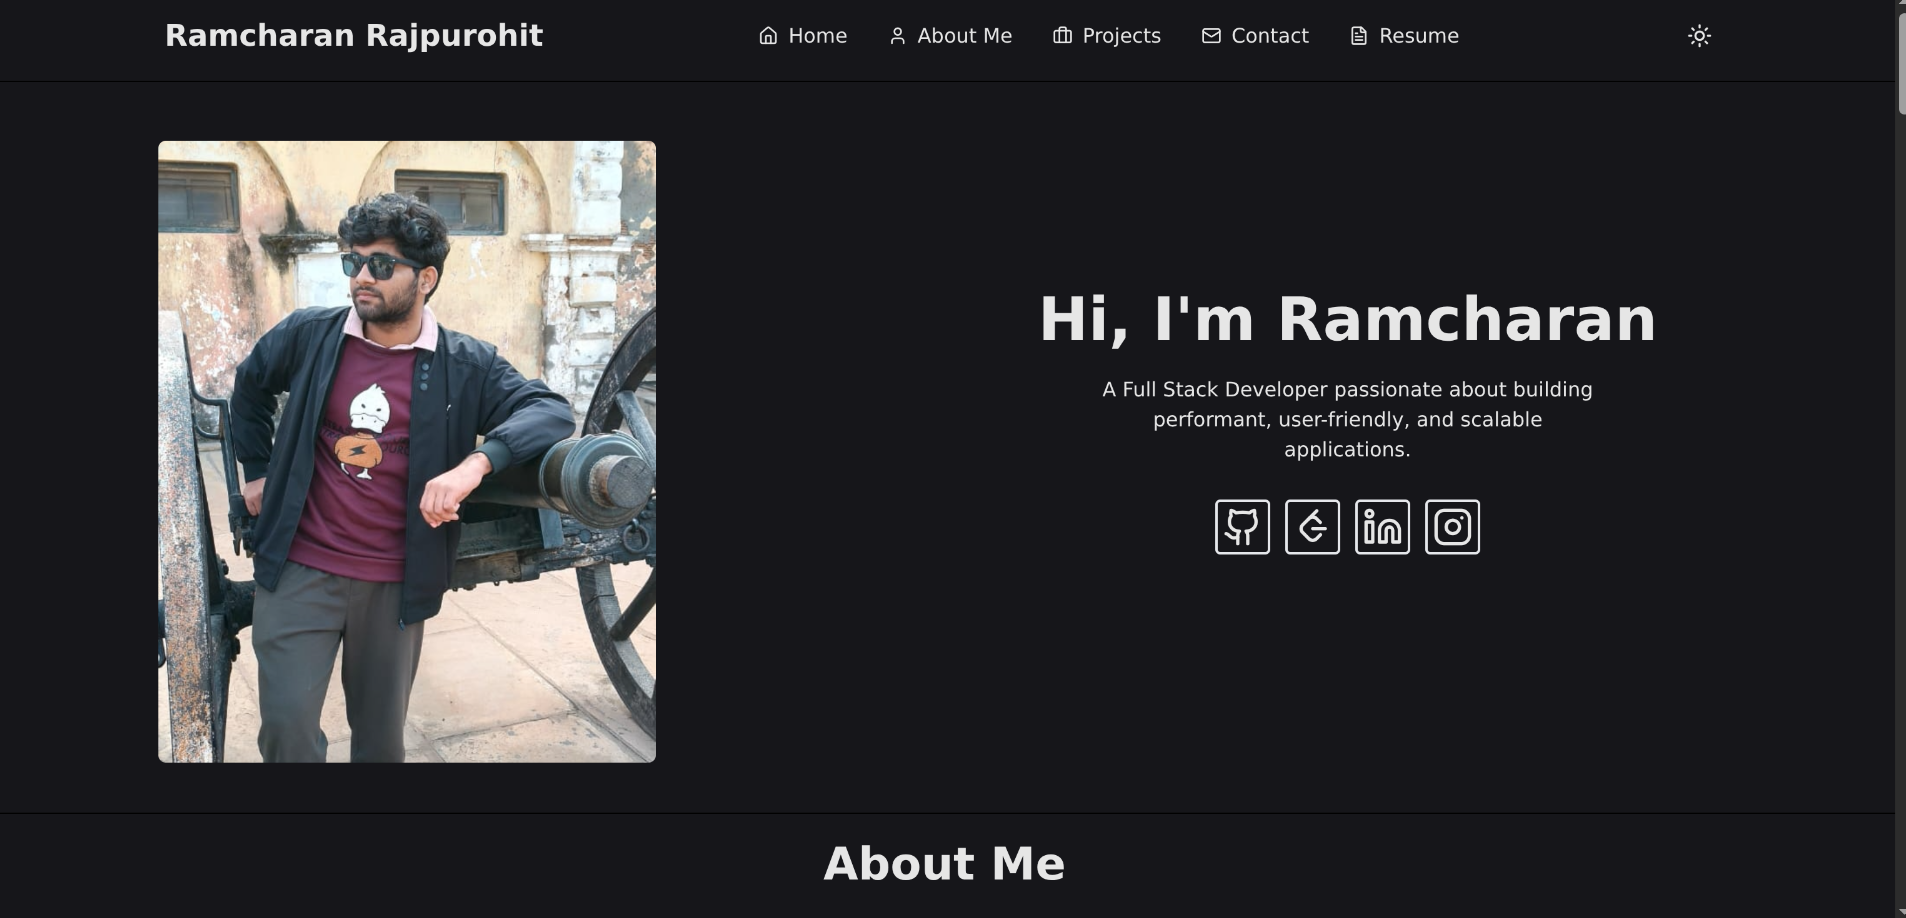 Ramcharan Rajpurohit
Home
About Me
Projects
Contact
Resume
Hi, I'm Ramcharan
A Full Stack Developer passionate about building
performant, user-friendly, and scalable
applications.
About Me